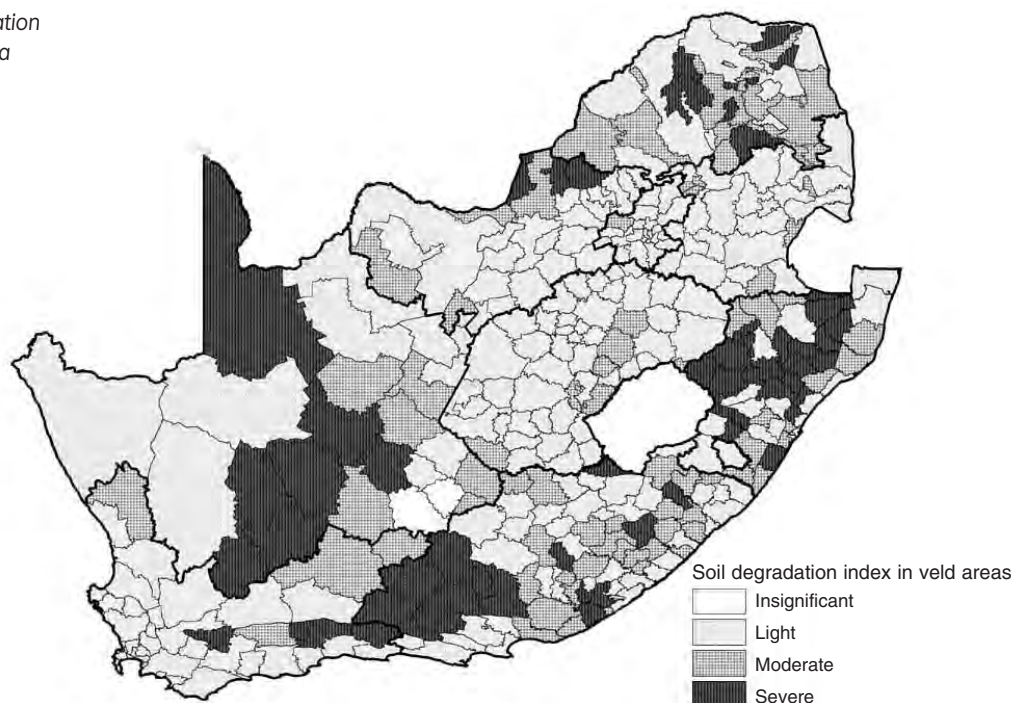 Soil degradation index in veld areas
Insignificant
Light
Moderate
Severe